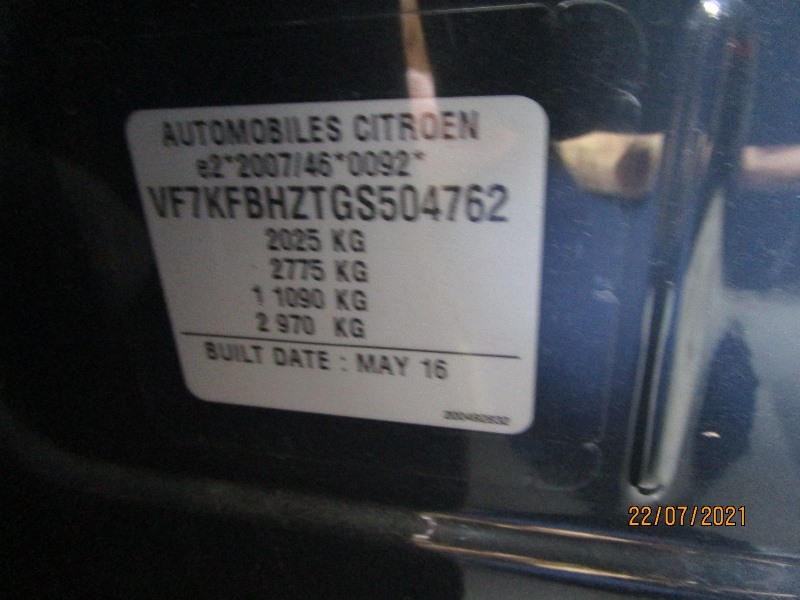 AUTOMOBILES CITROEN
e2*2007/46*0092*
VF7KFBHZTGS504762
2025 KG
2775 KG
1 1090 KG
2 970 KG
BUILT DATE : MAY 16
200492632
22/07/2021